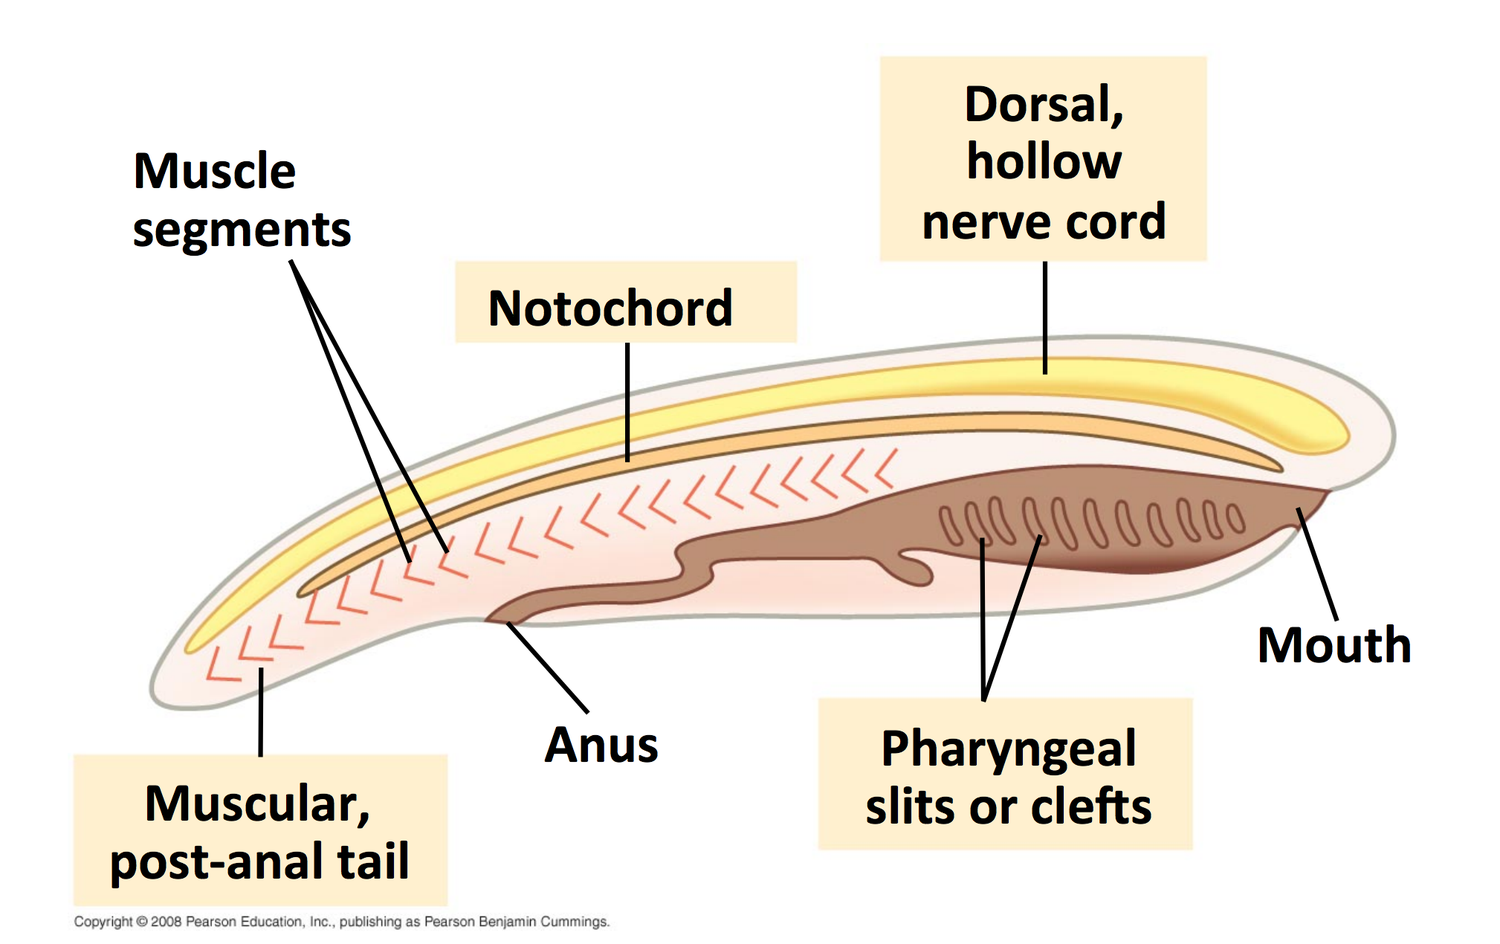 Dorsal,
hollow
nerve cord
Muscle
segments
Notochord
Mouth
Anus
Pharyngeal
slits or clefts
Muscular,
post-anal tail
Copyright © 2008 Pearson Education, Inc., publishing as Pearson Benjamin Cummings.